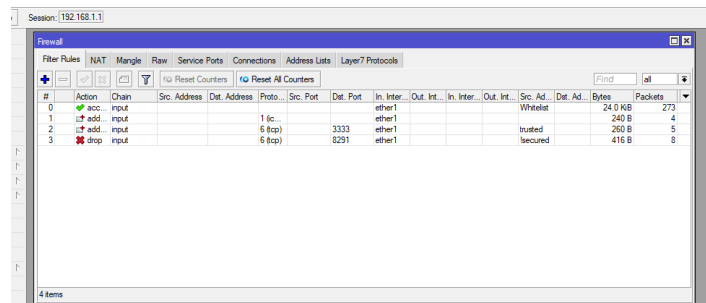 Session: 192.168.1.1
Firewall
Filter Rules NAT Mangle Raw Service Ports Connections Address Lists Layer7 Protocols
Reset Counters Reset All Counters Find all
# Action Chain Src. Address Dst. Address Proto... Src. Port Dst. Port In. Inter... Out. Int... In. Inter... Out. Int... Src. Ad... Dst. Ad... Bytes Packets
0 acc... input ether1 Whitelist 24.0 KiB 273
1 add... input 1 (ic... ether1 240 B 4
2 add... input 6 (tcp) 3333 ether1 trusted 260 B 5
3 drop input 6 (tcp) 8291 ether1 !secured 416 B 8
4 items